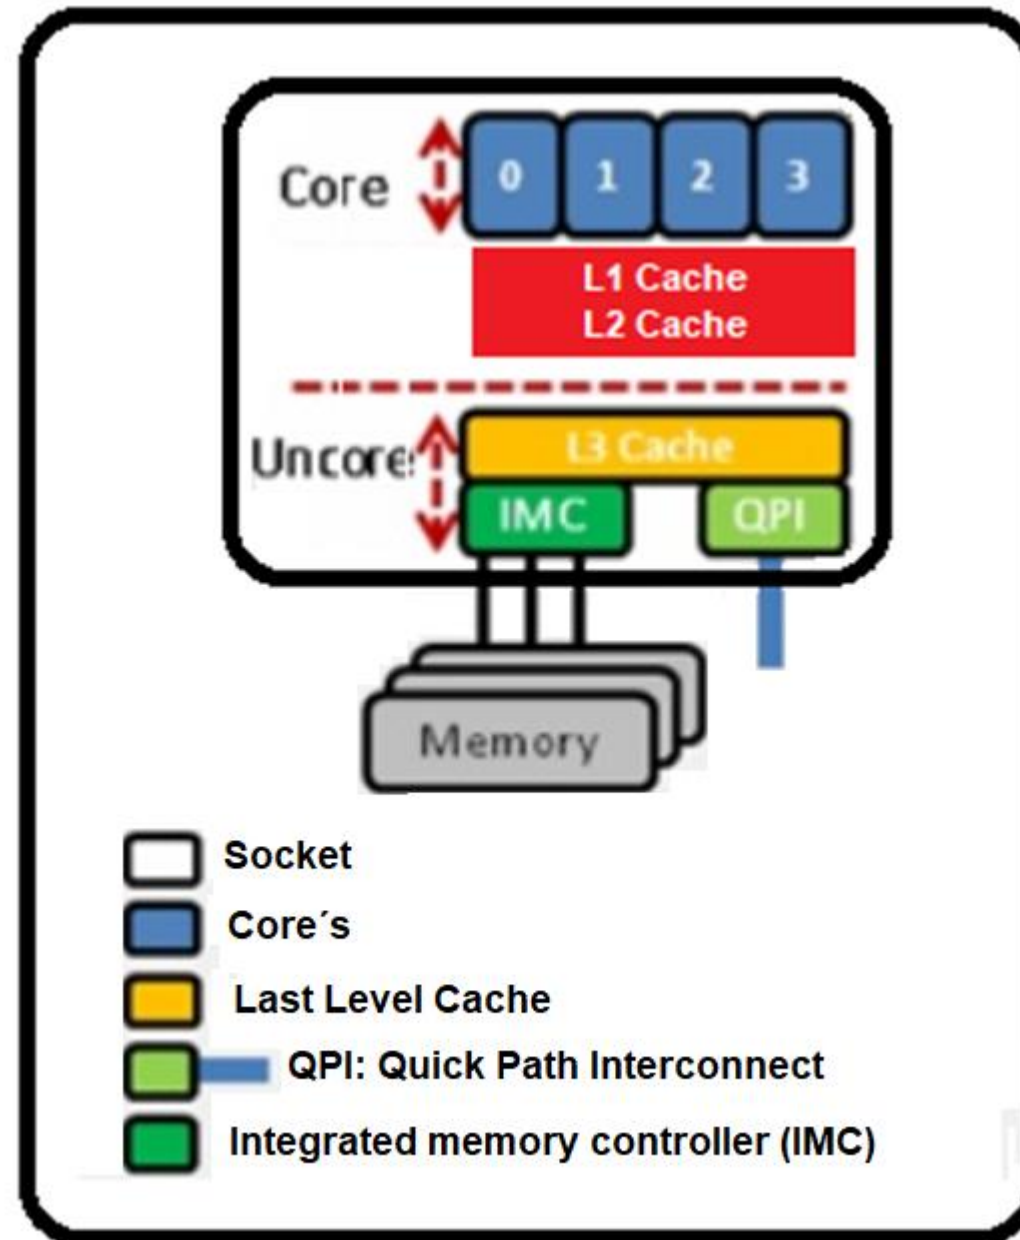 Core
0 1 2 3
L1 Cache
L2 Cache
Uncore
L3 Cache
IMC QPI
Memory
Socket
Core´s
Last Level Cache
QPI: Quick Path Interconnect
Integrated memory controller (IMC)